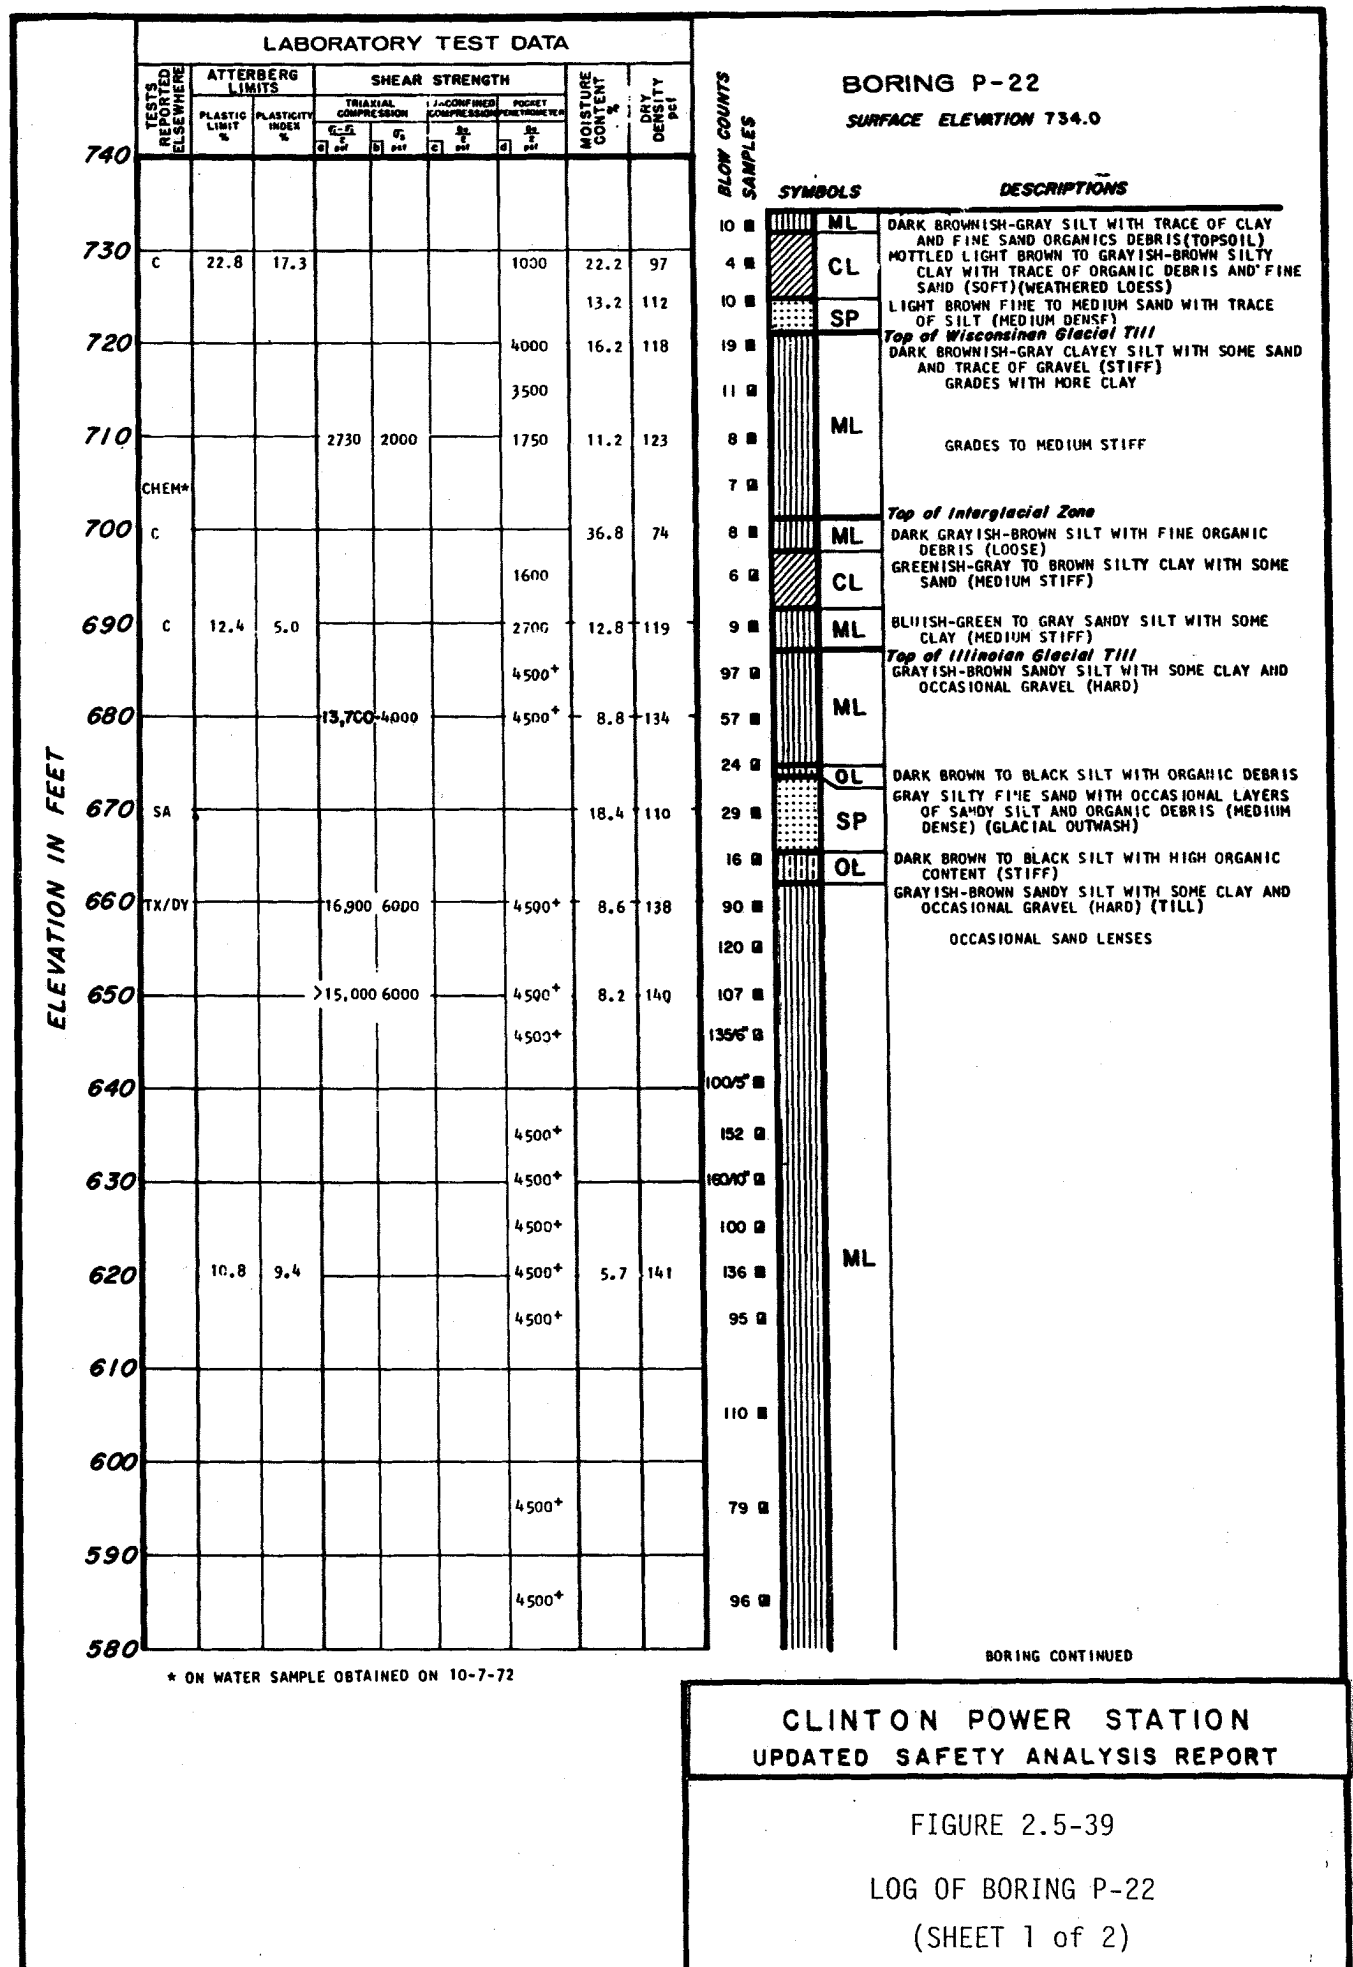 LABORATORY TEST DATA
TESTS REPORTED ELSEWHERE
ATTERBERG LIMITS
SHEAR STRENGTH
MOISTURE CONTENT %
DRY DENSITY pcf
PLASTIC LIMIT %
PLASTICITY INDEX %
TRIAXIAL COMPRESSION
UNCONFINED COMPRESSION
POCKET PENETROMETER
a psf
b psf
c psf
d psf
BLOW COUNTS
SAMPLES
BORING P-22
SURFACE ELEVATION 734.0
SYMBOLS
DESCRIPTIONS
ELEVATION IN FEET
740
10 ML DARK BROWNISH-GRAY SILT WITH TRACE OF CLAY
AND FINE SAND ORGANICS DEBRIS(TOPSOIL)
730 C 22.8 17.3 1000 22.2 97 4 CL MOTTLED LIGHT BROWN TO GRAYISH-BROWN SILTY
CLAY WITH TRACE OF ORGANIC DEBRIS AND FINE
SAND (SOFT)(WEATHERED LOESS)
13.2 112 10 SP LIGHT BROWN FINE TO MEDIUM SAND WITH TRACE
OF SILT (MEDIUM DENSE)
Top of Wisconsinan Glacial Till
720 4000 16.2 118 19 DARK BROWNISH-GRAY CLAYEY SILT WITH SOME SAND
AND TRACE OF GRAVEL (STIFF)
3500 11 GRADES WITH MORE CLAY
ML
710 2730 2000 1750 11.2 123 8 GRADES TO MEDIUM STIFF
CHEM* 7
Top of Interglacial Zone
700 C 36.8 74 8 ML DARK GRAYISH-BROWN SILT WITH FINE ORGANIC
DEBRIS (LOOSE)
1600 6 CL GREENISH-GRAY TO BROWN SILTY CLAY WITH SOME
SAND (MEDIUM STIFF)
690 C 12.4 5.0 2700 12.8 119 9 ML BLUISH-GREEN TO GRAY SANDY SILT WITH SOME
CLAY (MEDIUM STIFF)
Top of Illinoian Glacial Till
4500+ 97 GRAYISH-BROWN SANDY SILT WITH SOME CLAY AND
OCCASIONAL GRAVEL (HARD)
680 13,700 4000 4500+ 8.8 134 57 ML
24 OL DARK BROWN TO BLACK SILT WITH ORGANIC DEBRIS
670 SA 18.4 110 29 SP GRAY SILTY FINE SAND WITH OCCASIONAL LAYERS
OF SANDY SILT AND ORGANIC DEBRIS (MEDIUM
DENSE) (GLACIAL OUTWASH)
16 OL DARK BROWN TO BLACK SILT WITH HIGH ORGANIC
CONTENT (STIFF)
660 TX/DY 16,900 6000 4500+ 8.6 138 90 GRAYISH-BROWN SANDY SILT WITH SOME CLAY AND
OCCASIONAL GRAVEL (HARD) (TILL)
120 OCCASIONAL SAND LENSES
650 >15,000 6000 4500+ 8.2 140 107
4500+ 135/6"
640 100/5"
4500+ 152
630 4500+ 160/10"
4500+ 100
ML
620 10.8 9.4 4500+ 5.7 141 136
4500+ 95
610
110
600
4500+ 79
590
4500+ 96
580
BORING CONTINUED
* ON WATER SAMPLE OBTAINED ON 10-7-72
CLINTON POWER STATION
UPDATED SAFETY ANALYSIS REPORT
FIGURE 2.5-39
LOG OF BORING P-22
(SHEET 1 of 2)